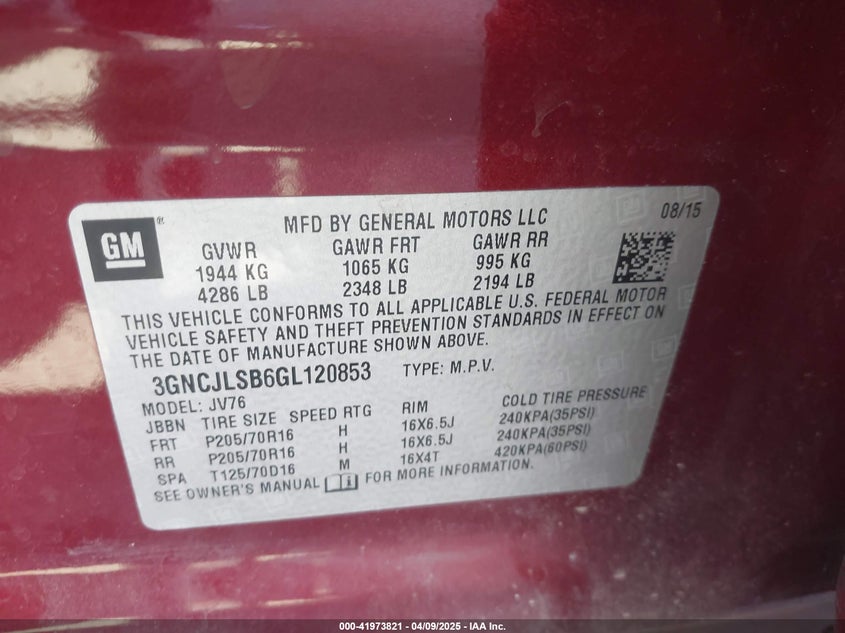 GM ®
MFD BY GENERAL MOTORS LLC
08/15
GVWR GAWR FRT GAWR RR
1944 KG 1065 KG 995 KG
4286 LB 2348 LB 2194 LB
THIS VEHICLE CONFORMS TO ALL APPLICABLE U.S. FEDERAL MOTOR
VEHICLE SAFETY AND THEFT PREVENTION STANDARDS IN EFFECT ON
THE DATE OF MANUFACTURE SHOWN ABOVE.
3GNCJLSB6GL120853 TYPE: M.P.V.
MODEL: JV76
JBBN TIRE SIZE SPEED RTG RIM COLD TIRE PRESSURE
FRT P205/70R16 H 16X6.5J 240KPA(35PSI)
RR P205/70R16 H 16X6.5J 240KPA(35PSI)
SPA T125/70D16 M 16X4T 420KPA(60PSI)
SEE OWNER'S MANUAL FOR MORE INFORMATION.
000-41973821 | 04/09/2025 - IAA Inc.